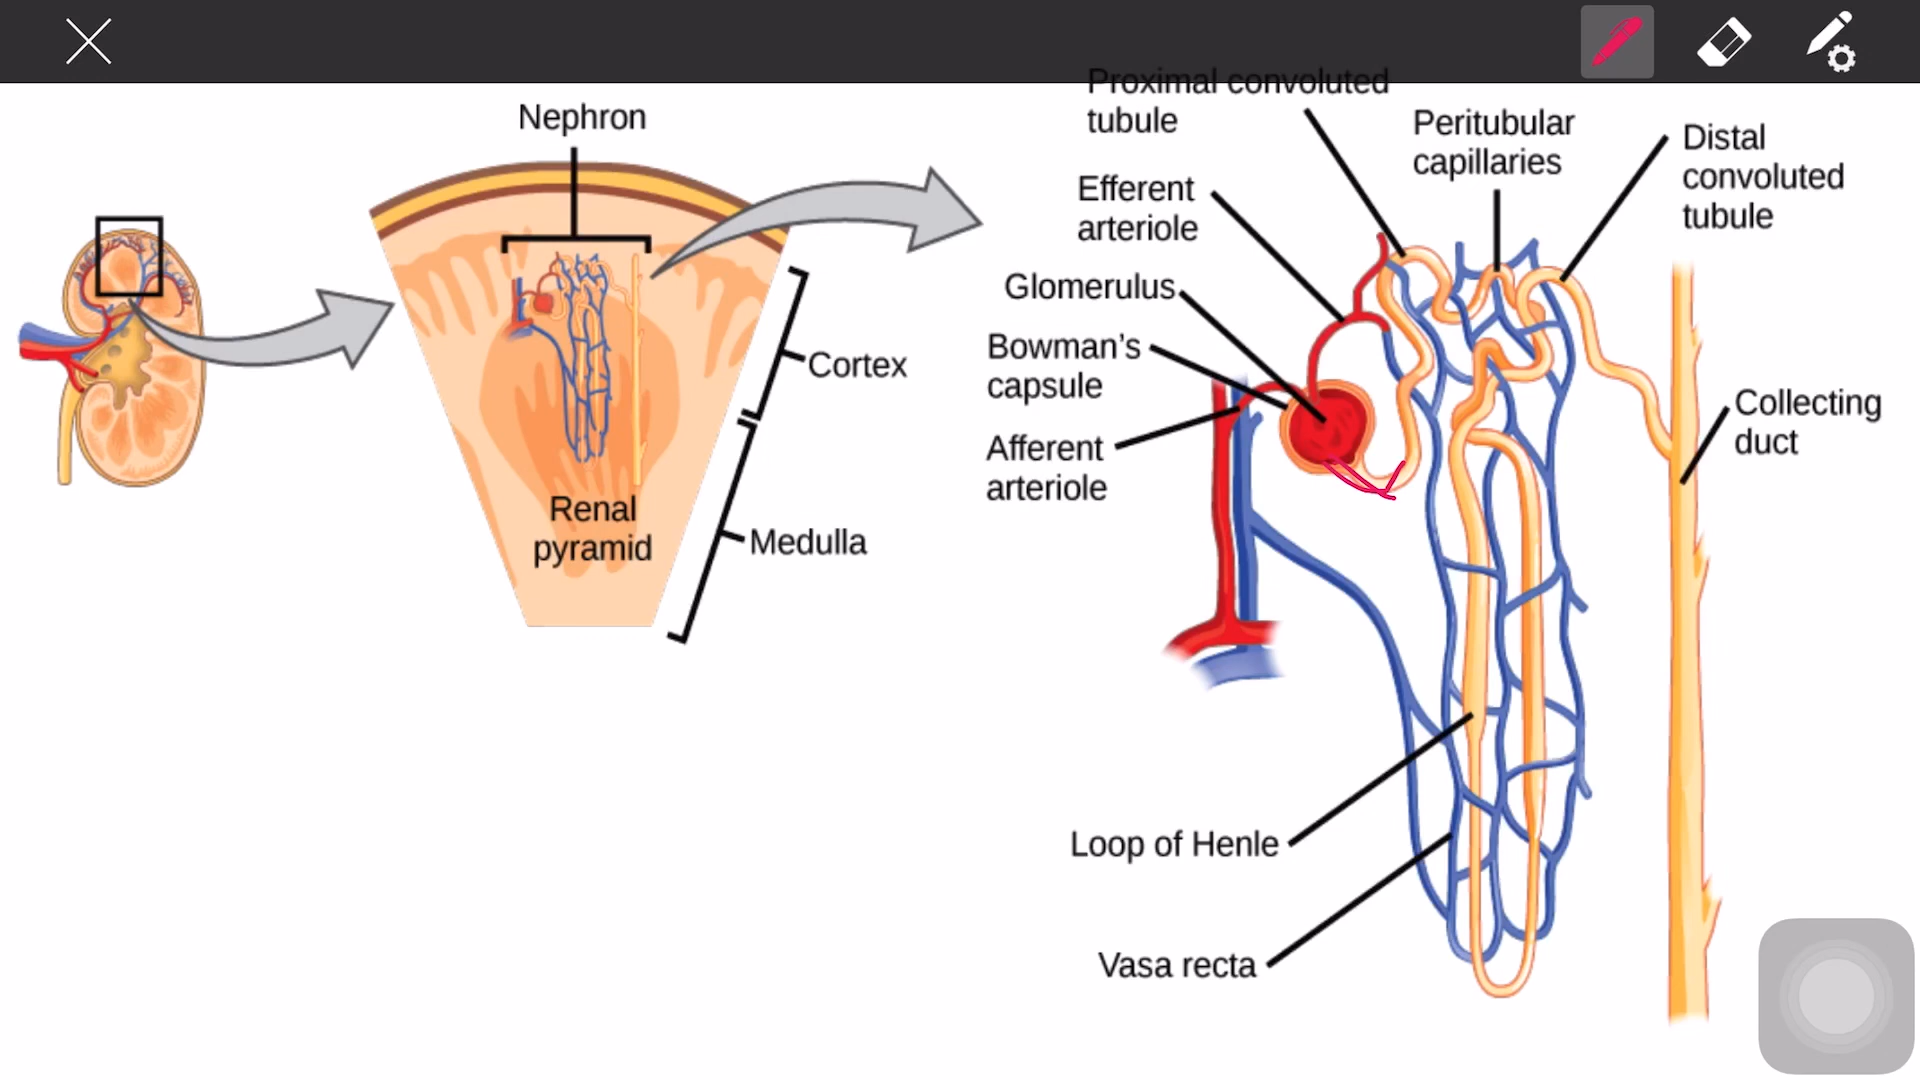 Nephron
Cortex
Renal
pyramid
Medulla
Proximal convoluted
tubule
Peritubular
capillaries
Distal
convoluted
tubule
Efferent
arteriole
Glomerulus
Bowman's
capsule
Afferent
arteriole
Collecting
duct
Loop of Henle
Vasa recta